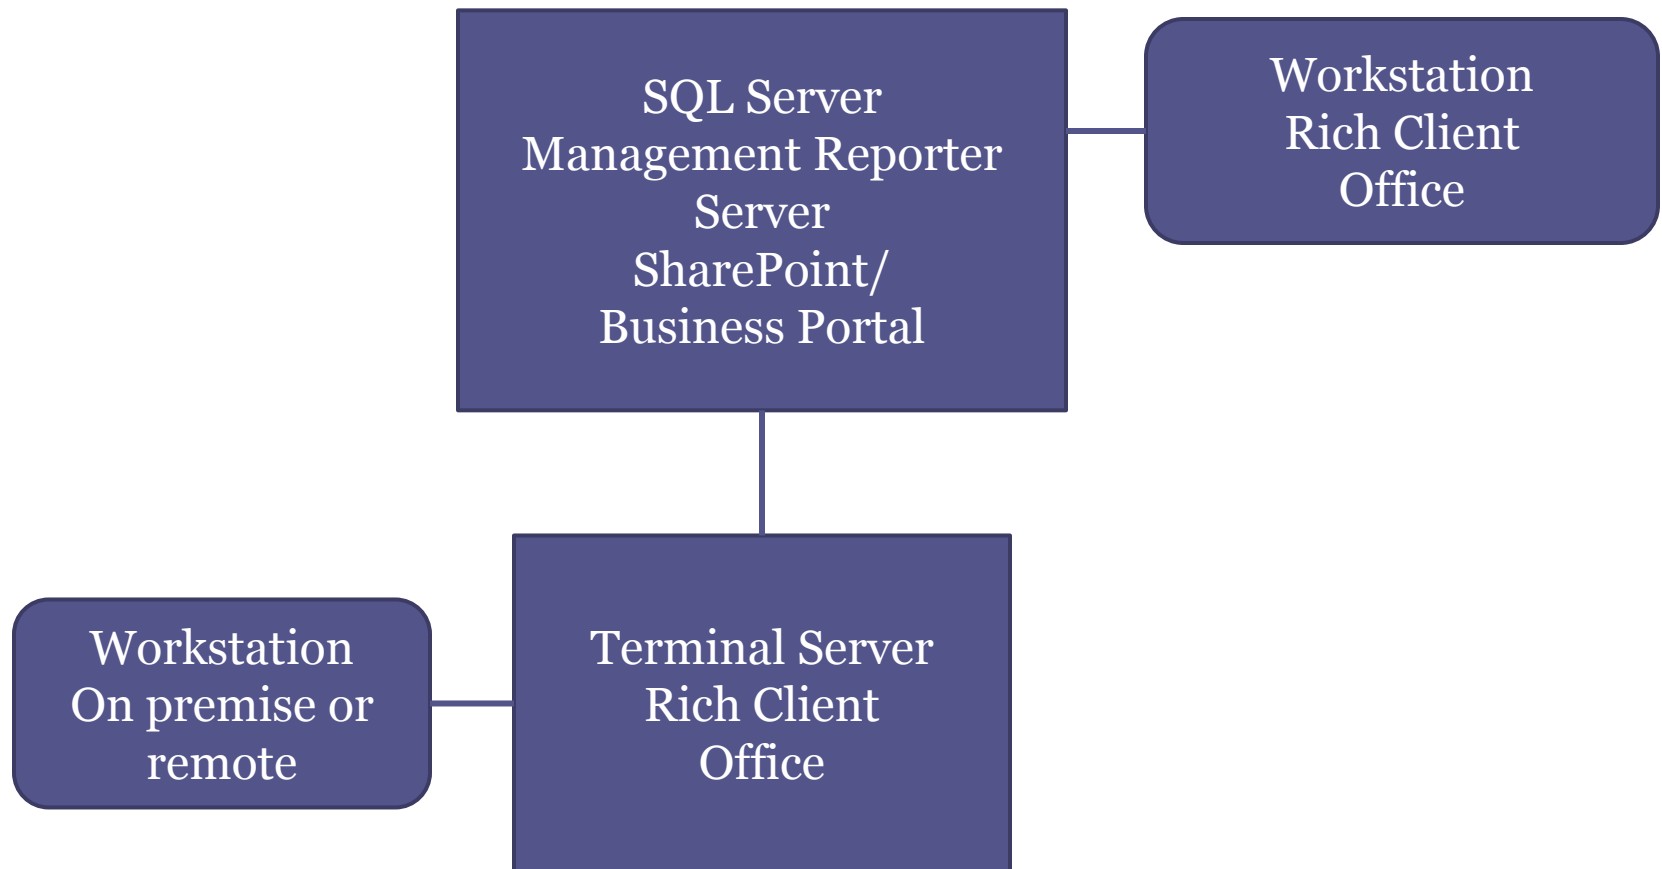 SQL Server
Management Reporter
Server
SharePoint/
Business Portal
Workstation
Rich Client
Office
Workstation
On premise or
remote
Terminal Server
Rich Client
Office